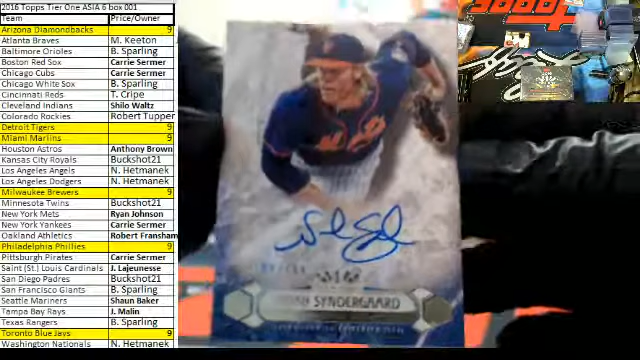 2016 Topps Tier One ASIA 6 box 001
Team Price/Owner
Arizona Diamondbacks 9
Atlanta Braves M. Keeton
Baltimore Orioles B. Sparling
Boston Red Sox Carrie Sermer
Chicago Cubs Carrie Sermer
Chicago White Sox B. Sparling
Cincinnati Reds T. Cripe
Cleveland Indians Shilo Waltz
Colorado Rockies Robert Tupper
Detroit Tigers 9
Miami Marlins 9
Houston Astros Anthony Brown
Kansas City Royals Buckshot21
Los Angeles Angels N. Hetmanek
Los Angeles Dodgers N. Hetmanek
Milwaukee Brewers 9
Minnesota Twins Buckshot21
New York Mets Ryan Johnson
New York Yankees Carrie Sermer
Oakland Athletics Robert Fransham
Philadelphia Phillies 9
Pittsburgh Pirates Carrie Sermer
Saint (St.) Louis Cardinals J. Lajeunesse
San Diego Padres Buckshot21
San Francisco Giants B. Sparling
Seattle Mariners Shaun Baker
Tampa Bay Rays J. Malin
Texas Rangers B. Sparling
Toronto Blue Jays 9
Washington Nationals N. Hetmanek
Mets
SYNDERGAARD